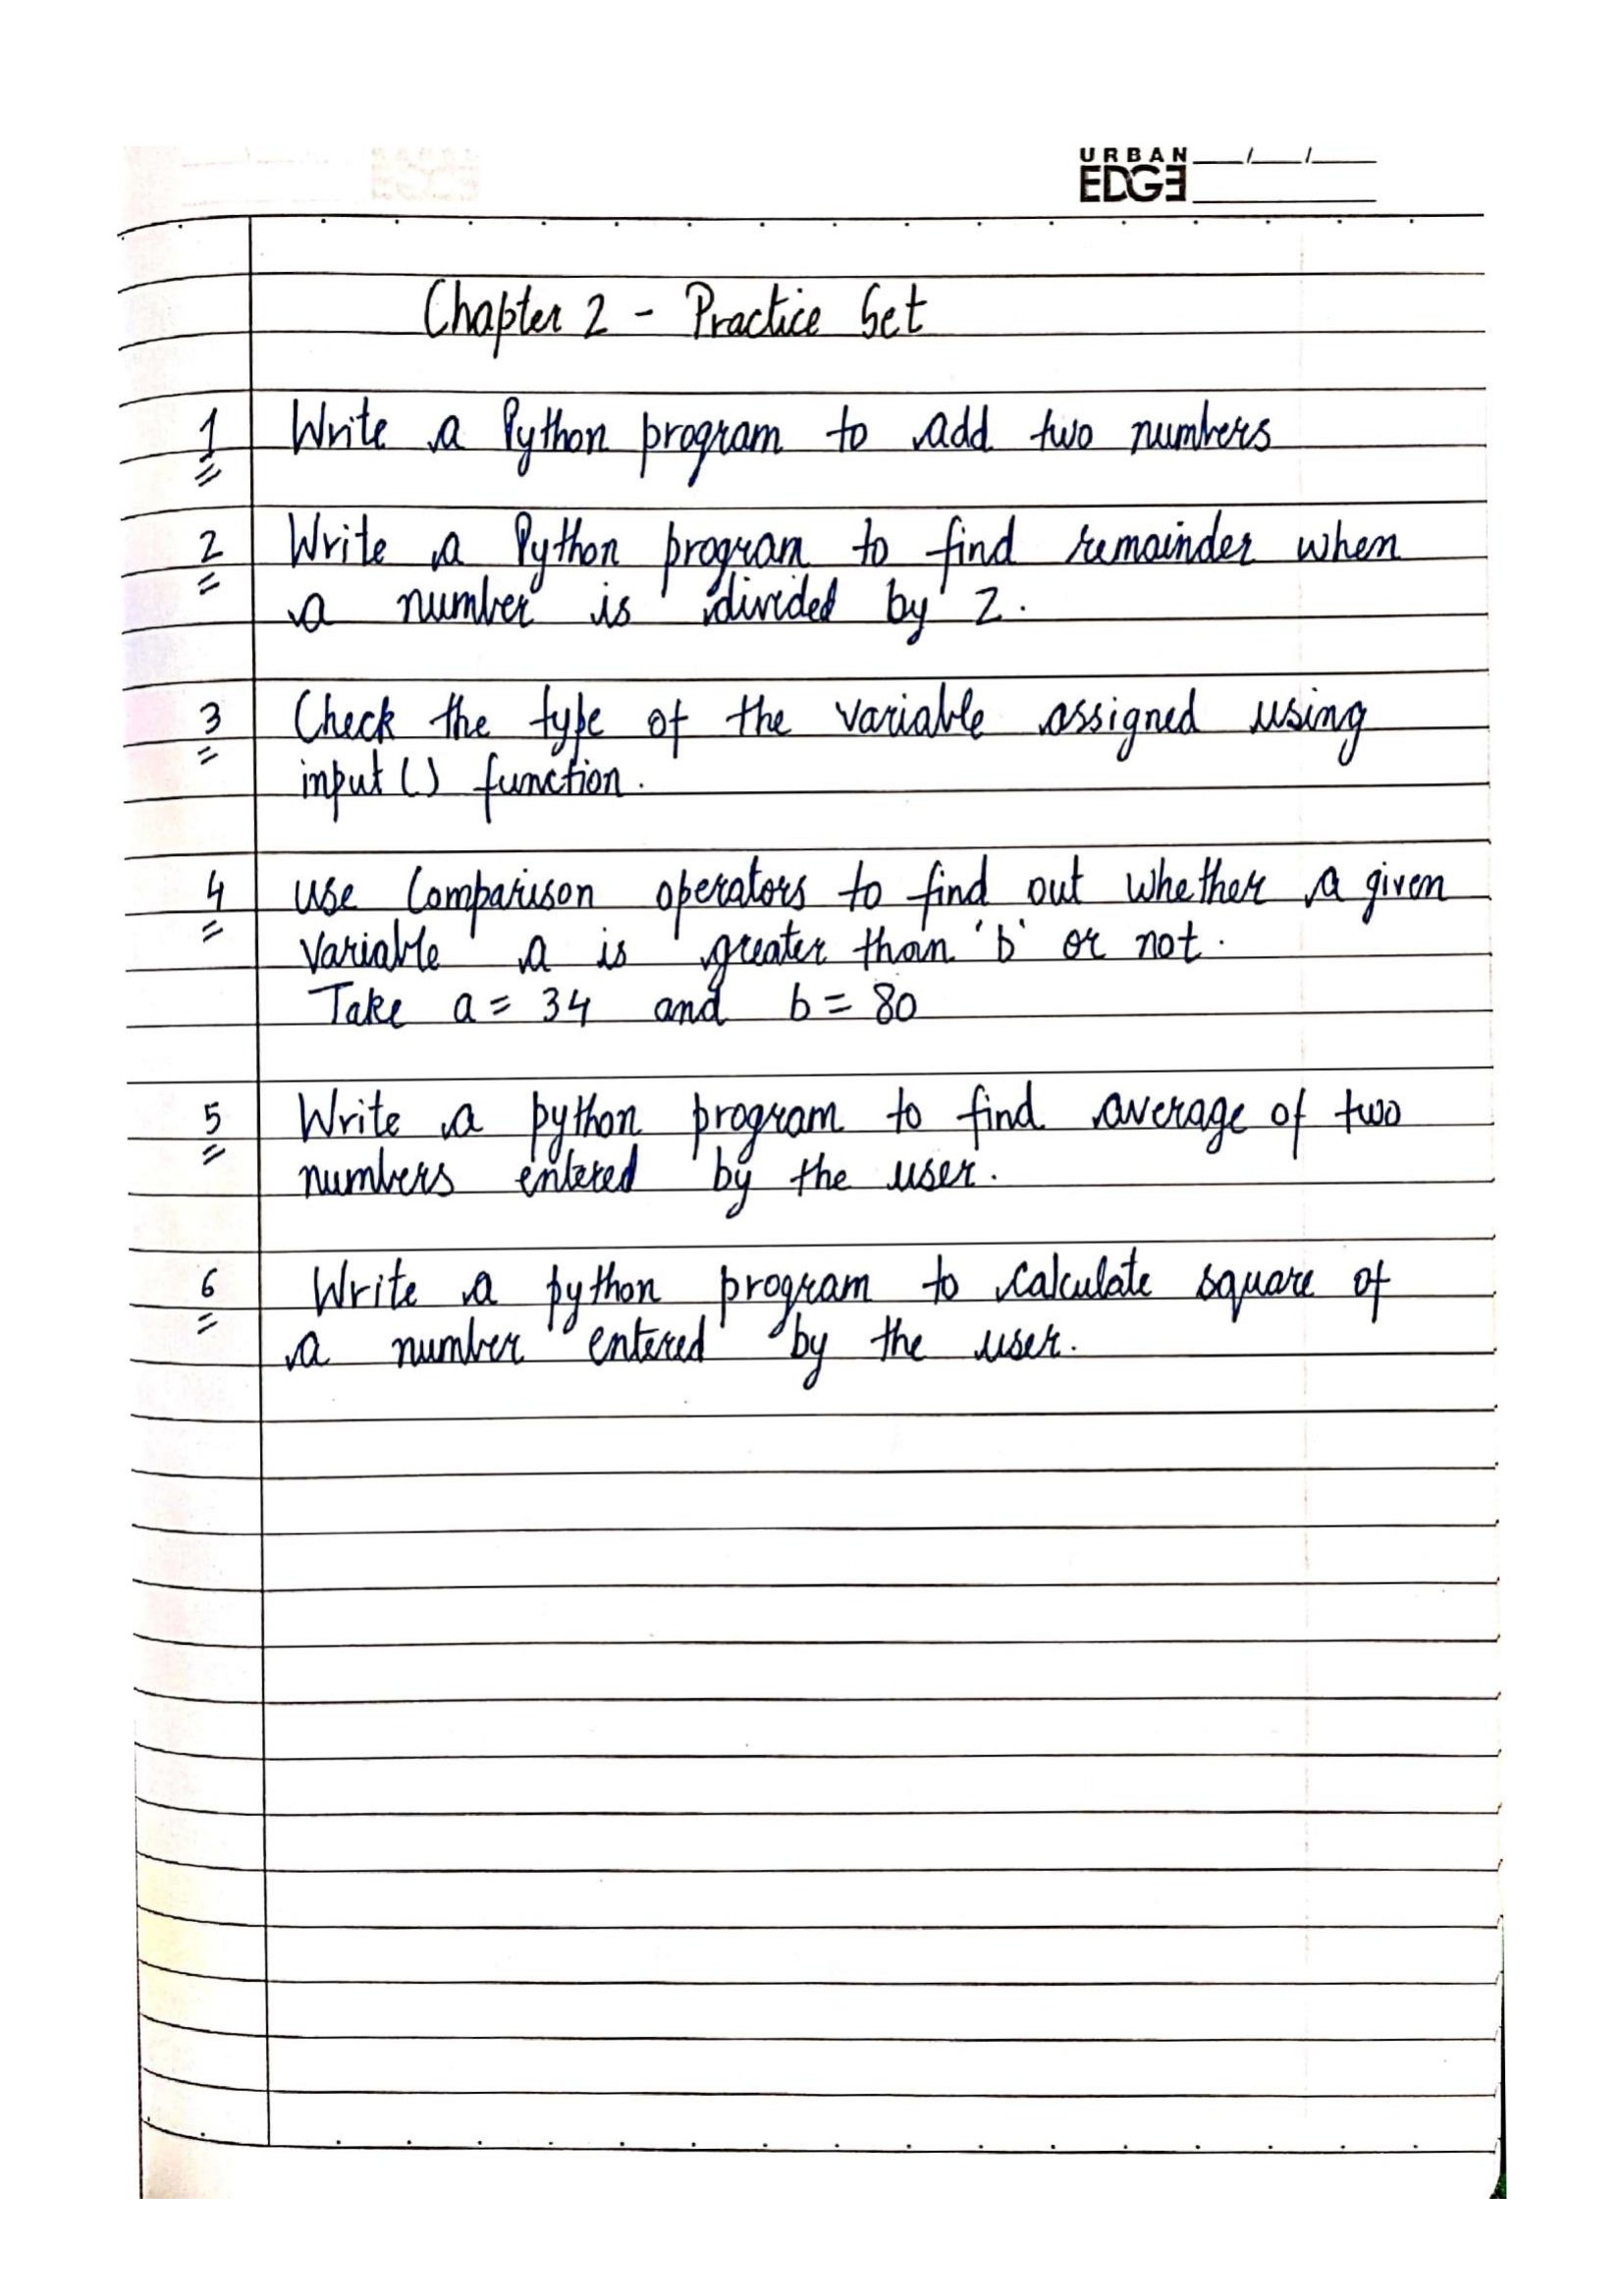 URBAN
EDGE
Chapter 2 - Practice Set
1 Write a Python program to add two numbers
2 Write a Python program to find remainder when
a number is divided by 2.
3 Check the type of the variable assigned using
input() function.
4 use Comparison operators to find out whether a given
variable a is greater than 'b' or not.
Take a = 34 and b = 80
5 Write a python program to find average of two
numbers entered by the user.
6 Write a python program to calculate square of
a number entered by the user.